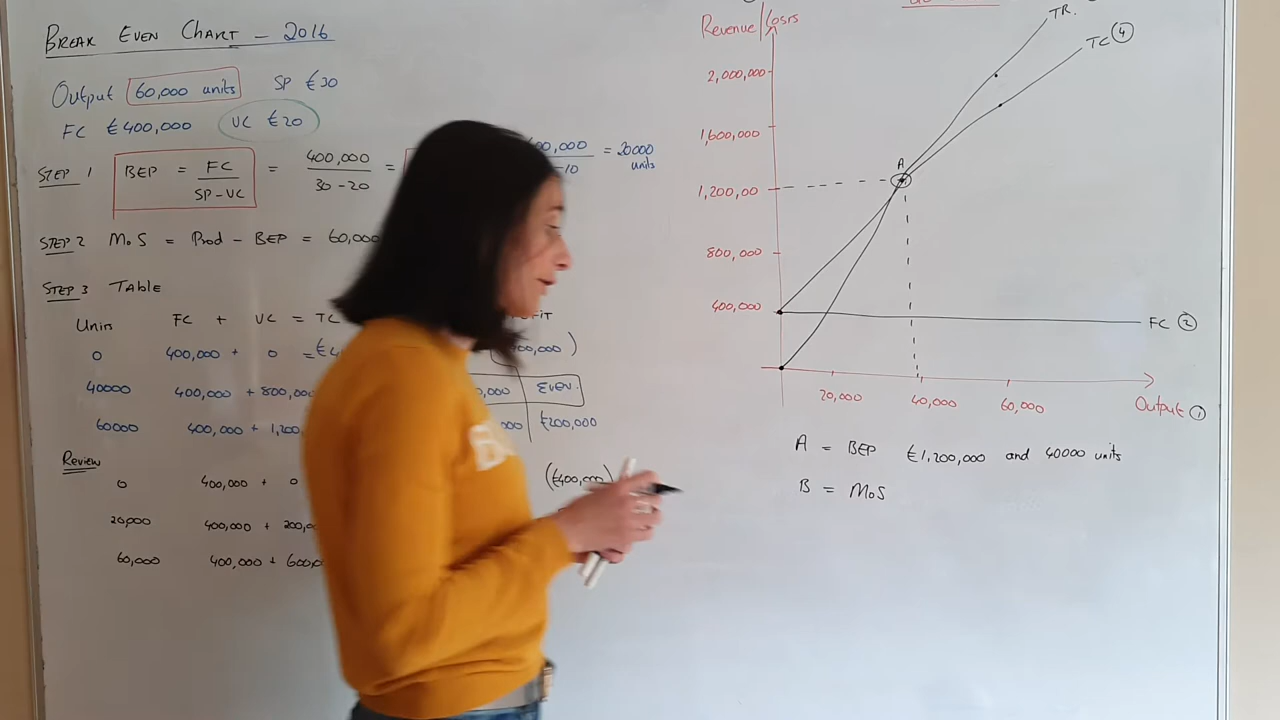 BREAK EVEN CHART - 2016
Output 60,000 units SP €30
FC €400,000 VC €20
STEP 1 BEP = FC / SP - VC = 400,000 / 30 - 20 =
-10 = 20000 units
STEP 2 MoS = Prod - BEP = 60,000
STEP 3 TABLE
Units FC + VC = TC
0 400,000 + 0 = €4
40000 400,000 + 800,000 EVEN
60000 400,000 + 1,200 €200,000
Review
0 400,000 + 0 (€400,000)
20,000 400,000 + 200,0
60,000 400,000 + 600,0
Revenue/Costs
TR.
TC 4
2,000,000
1,600,000
A
1,200,00
800,000
400,000
FC 2
20,000 40,000 60,000 Output 1
A = BEP €1,200,000 and 40000 units
B = MoS